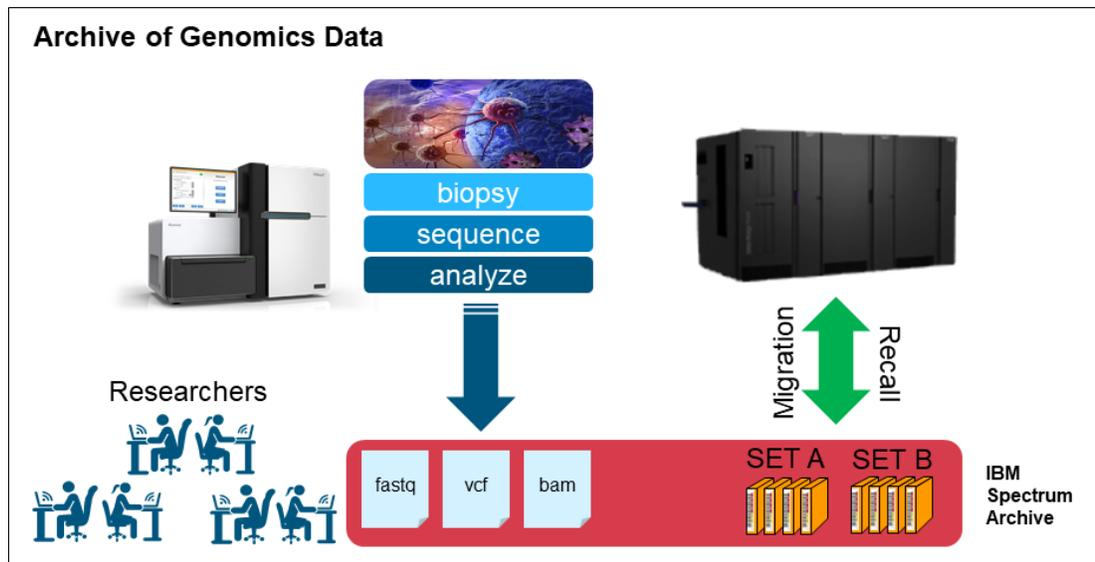 Archive of Genomics Data
biopsy
sequence
analyze
Migration
Recall
Researchers
fastq
vcf
bam
SET A
SET B
IBM
Spectrum
Archive